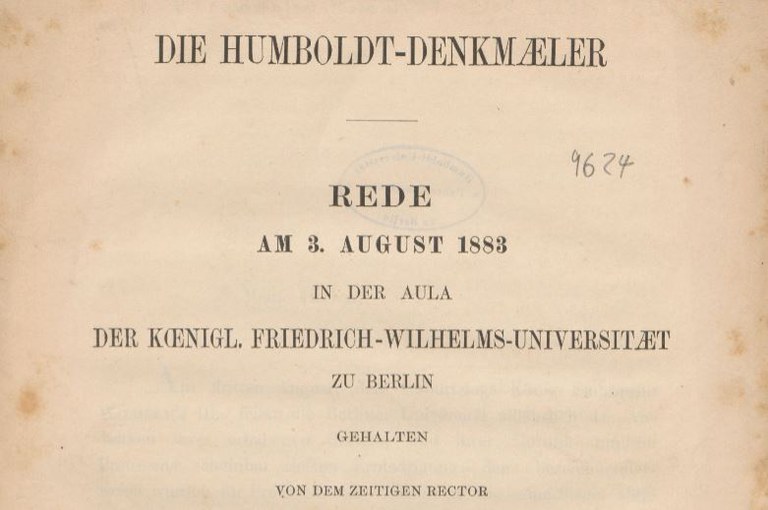 DIE HUMBOLDT-DENKMÆLER
9624
REDE
AM 3. AUGUST 1883
IN DER AULA
DER KŒNIGL. FRIEDRICH-WILHELMS-UNIVERSITÆT
ZU BERLIN
GEHALTEN
VON DEM ZEITIGEN RECTOR